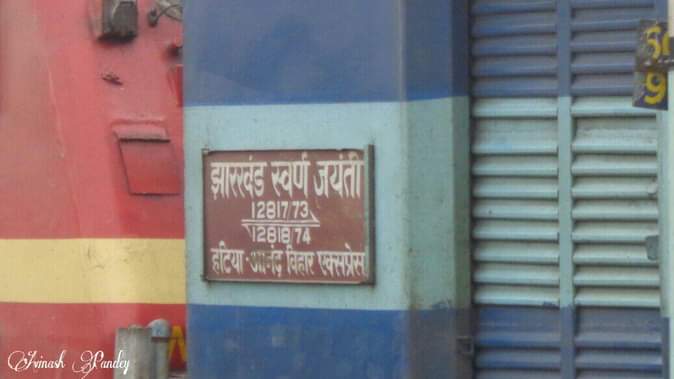 झारखंड स्वर्ण जयंती
12817/73
12818/74
हटिया-आनंद विहार एक्सप्रेस
Avinash Pandey